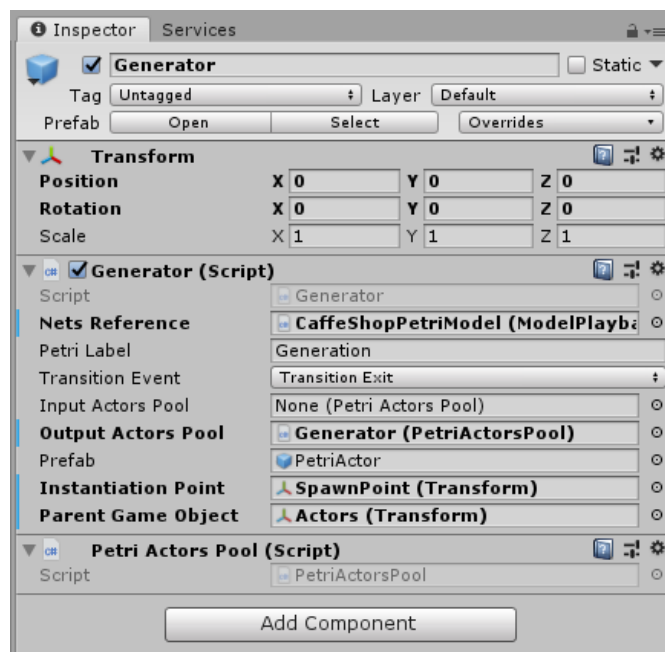 Inspector Services
Generator Static
Tag Untagged Layer Default
Prefab Open Select Overrides
Transform
Position X 0 Y 0 Z 0
Rotation X 0 Y 0 Z 0
Scale X 1 Y 1 Z 1
Generator (Script)
Script Generator
Nets Reference CaffeShopPetriModel (ModelPlayba
Petri Label Generation
Transition Event Transition Exit
Input Actors Pool None (Petri Actors Pool)
Output Actors Pool Generator (PetriActorsPool)
Prefab PetriActor
Instantiation Point SpawnPoint (Transform)
Parent Game Object Actors (Transform)
Petri Actors Pool (Script)
Script PetriActorsPool
Add Component